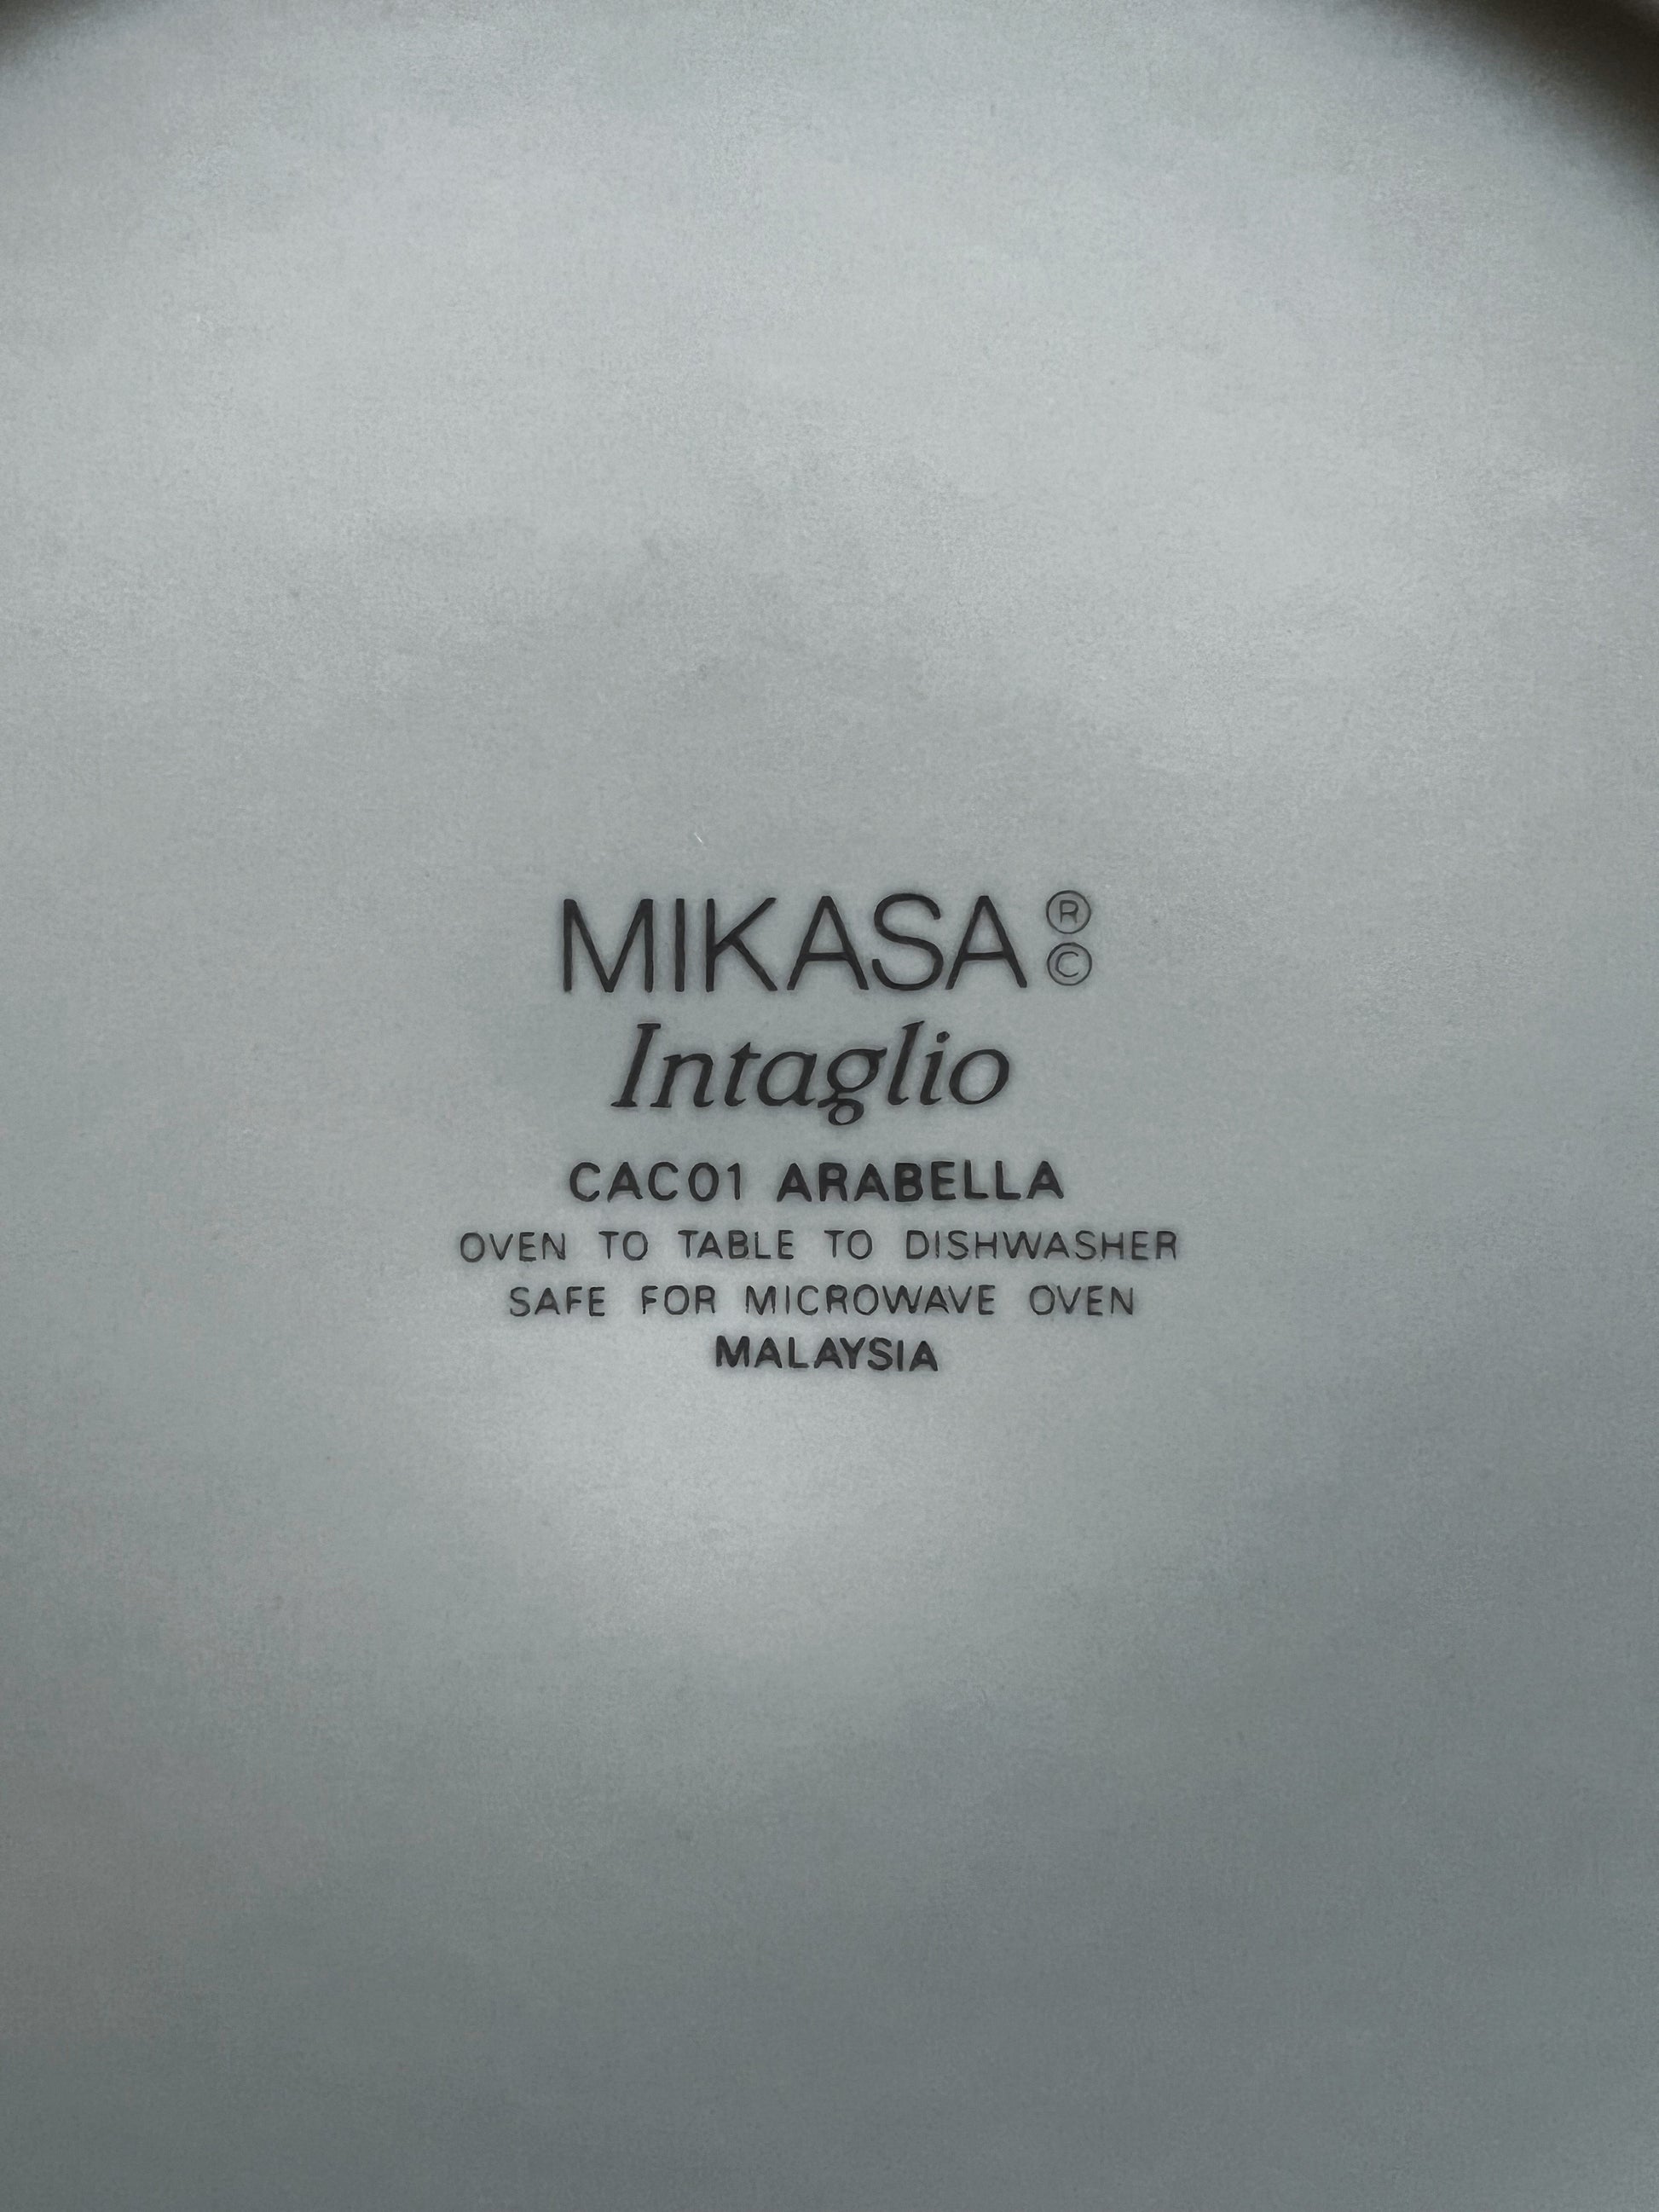 MIKASA ®
©
Intaglio
CAC01 ARABELLA
OVEN TO TABLE TO DISHWASHER
SAFE FOR MICROWAVE OVEN
MALAYSIA